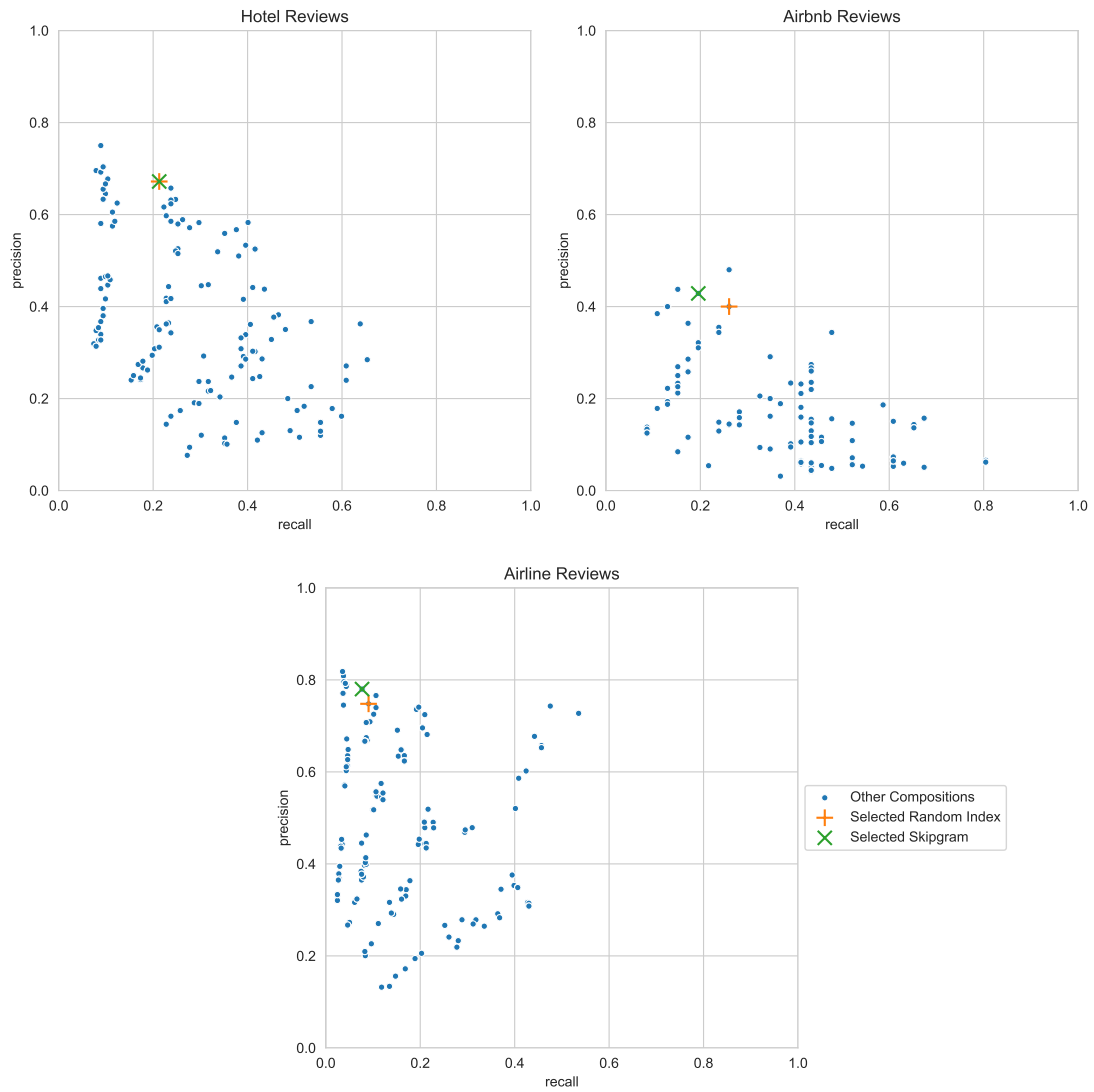 Hotel Reviews
1.0
0.8
0.6
0.4
0.2
0.0
precision
0.0 0.2 0.4 0.6 0.8 1.0
recall
Airbnb Reviews
1.0
0.8
0.6
0.4
0.2
0.0
precision
0.0 0.2 0.4 0.6 0.8 1.0
recall
Airline Reviews
1.0
0.8
0.6
0.4
0.2
0.0
precision
0.0 0.2 0.4 0.6 0.8 1.0
recall
Other Compositions
Selected Random Index
Selected Skipgram